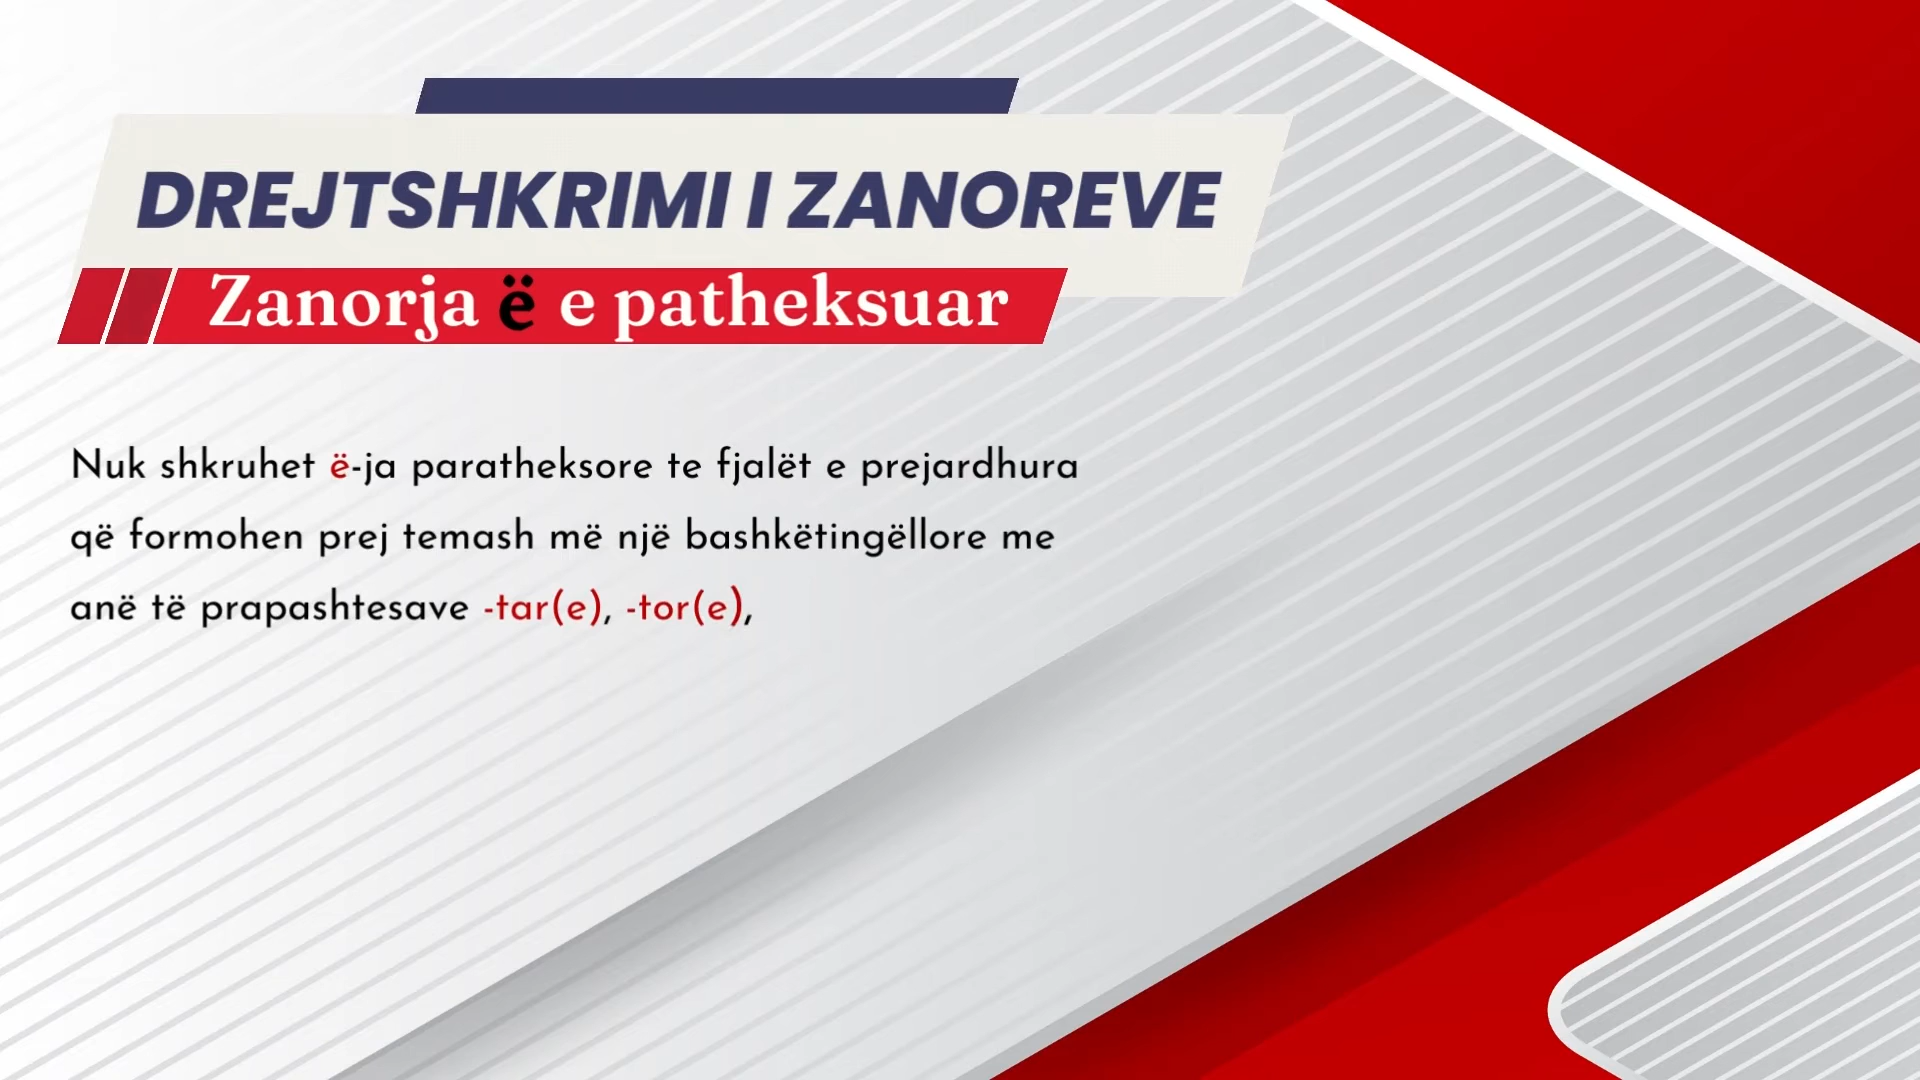 DREJTSHKRIMI I ZANOREVE
Zanorja ë e patheksuar
Nuk shkruhet ë-ja paratheksore te fjalët e prejardhura
që formohen prej temash më një bashkëtingëllore me
anë të prapashtesave -tar(e), -tor(e),